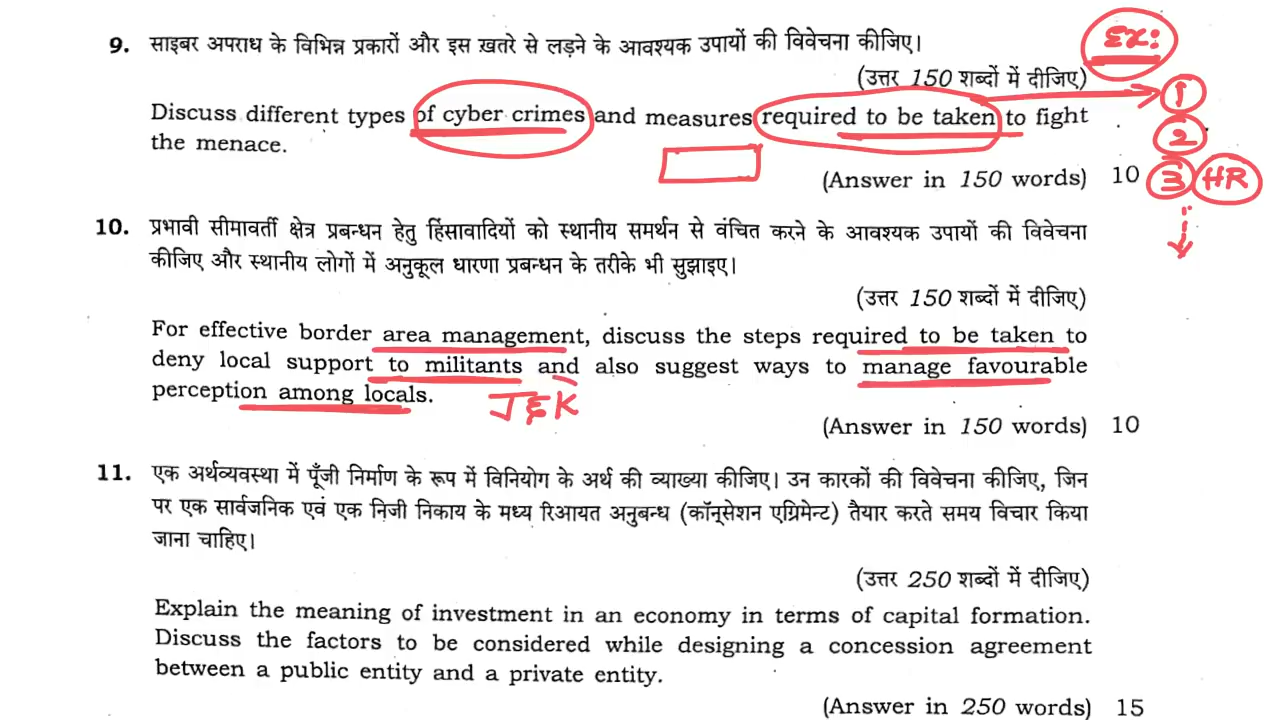 9. साइबर अपराध के विभिन्न प्रकारों और इस ख़तरे से लड़ने के आवश्यक उपायों की विवेचना कीजिए।
Ex:
(उत्तर 150 शब्दों में दीजिए)
1
Discuss different types of cyber crimes and measures required to be taken to fight
the menace.
2
(Answer in 150 words) 10
3 HR
10. प्रभावी सीमावर्ती क्षेत्र प्रबन्धन हेतु हिंसावादियों को स्थानीय समर्थन से वंचित करने के आवश्यक उपायों की विवेचना
कीजिए और स्थानीय लोगों में अनुकूल धारणा प्रबन्धन के तरीके भी सुझाइए।
(उत्तर 150 शब्दों में दीजिए)
For effective border area management, discuss the steps required to be taken to
deny local support to militants and also suggest ways to manage favourable
perception among locals.
J&K
(Answer in 150 words) 10
11. एक अर्थव्यवस्था में पूँजी निर्माण के रूप में विनियोग के अर्थ की व्याख्या कीजिए। उन कारकों की विवेचना कीजिए, जिन
पर एक सार्वजनिक एवं एक निजी निकाय के मध्य रिआयत अनुबन्ध (कॉन्सेशन एग्रिमेन्ट) तैयार करते समय विचार किया
जाना चाहिए।
(उत्तर 250 शब्दों में दीजिए)
Explain the meaning of investment in an economy in terms of capital formation.
Discuss the factors to be considered while designing a concession agreement
between a public entity and a private entity.
(Answer in 250 words) 15